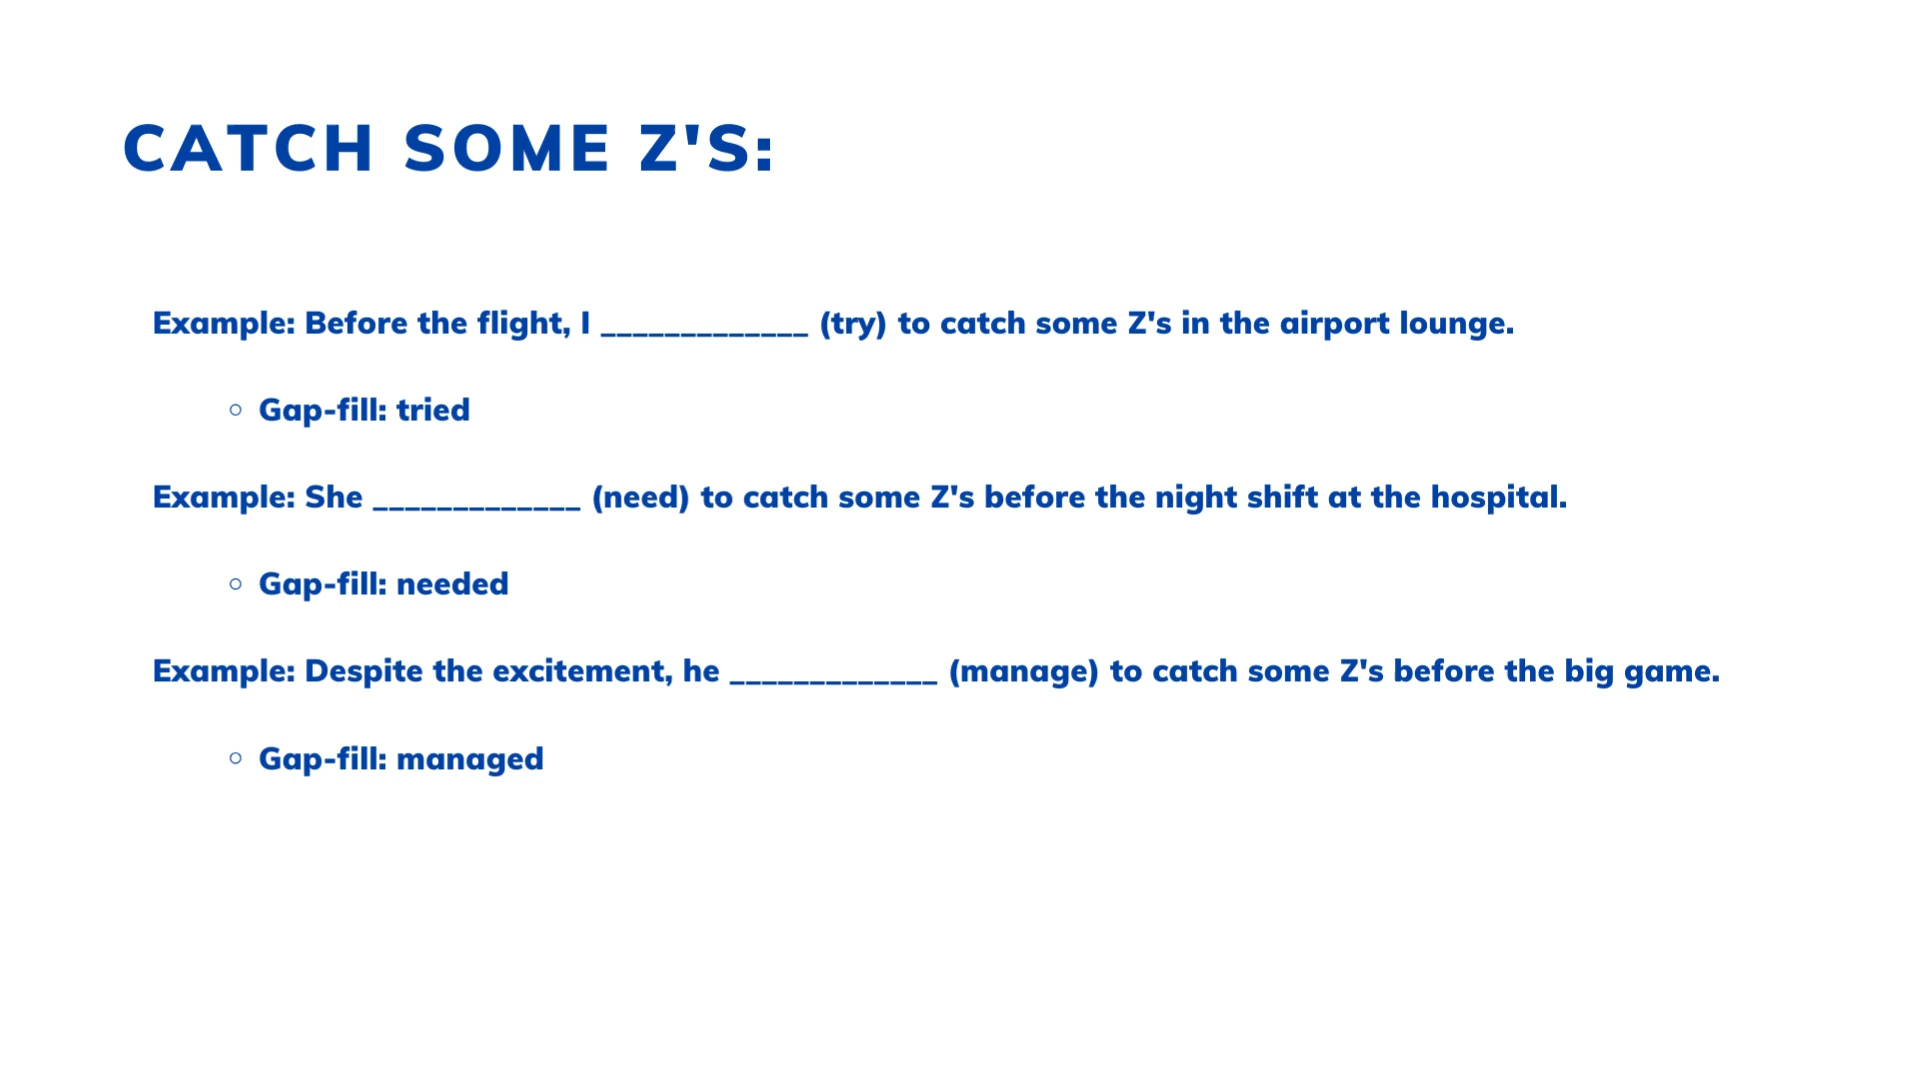 CATCH SOME Z'S:
Example: Before the flight, I _____________ (try) to catch some Z's in the airport lounge.
○ Gap-fill: tried
Example: She _____________ (need) to catch some Z's before the night shift at the hospital.
○ Gap-fill: needed
Example: Despite the excitement, he _____________ (manage) to catch some Z's before the big game.
○ Gap-fill: managed